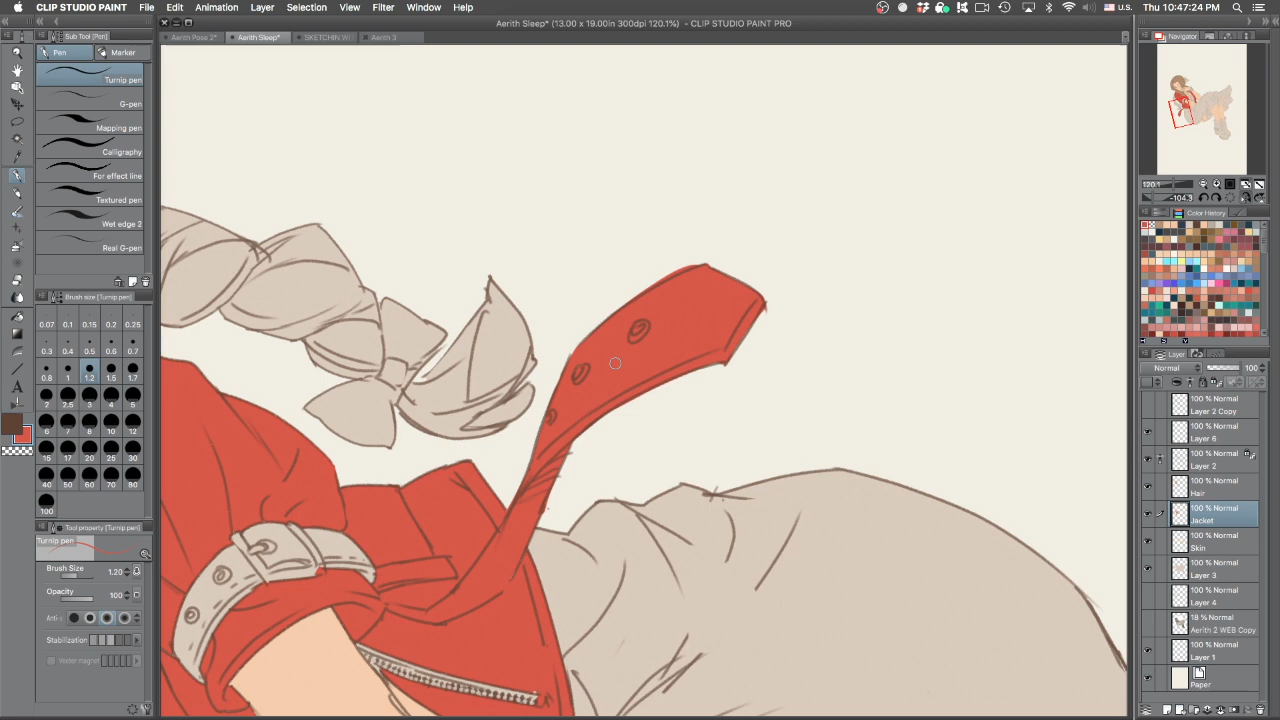 CLIP STUDIO PAINT File Edit Animation Layer Selection View Filter Window Help U.S. Thu 10:47:24 PM
Aerith Sleep* (13.00 x 19.00in 300dpi 120.1%) - CLIP STUDIO PAINT PRO
Sub Tool [Pen]
Aerith Pose 2* Aerith Sleep* SKETCHIN W Aerith 3
Navigator
Pen Marker
Turnip pen
G-pen
Mapping pen
Calligraphy
For effect line
Textured pen
Wet edge 2
Real G-pen
120.1
-104.3
Color History
Brush size [Turnip pen]
0.07 0.1 0.15 0.2 0.25
0.3 0.4 0.5 0.6 0.7
0.8 1 1.2 1.5 1.7
2 2.5 3 4 5
6 7 8 10 12
15 17 20 25 30
40 50 60 70 80
100
H S V
Layer
Normal 100
100 % Normal
Layer 2 Copy
100 % Normal
Layer 6
100 % Normal
Layer 2
100 % Normal
Hair
100 % Normal
Jacket
100 % Normal
Skin
100 % Normal
Layer 3
100 % Normal
Layer 4
18 % Normal
Aerith 2 WEB Copy
100 % Normal
Layer 1
Paper
Tool property [Turnip pen]
Turnip pen
Brush Size 1.20
Opacity 100
Anti-
Stabilization
Vector magnet